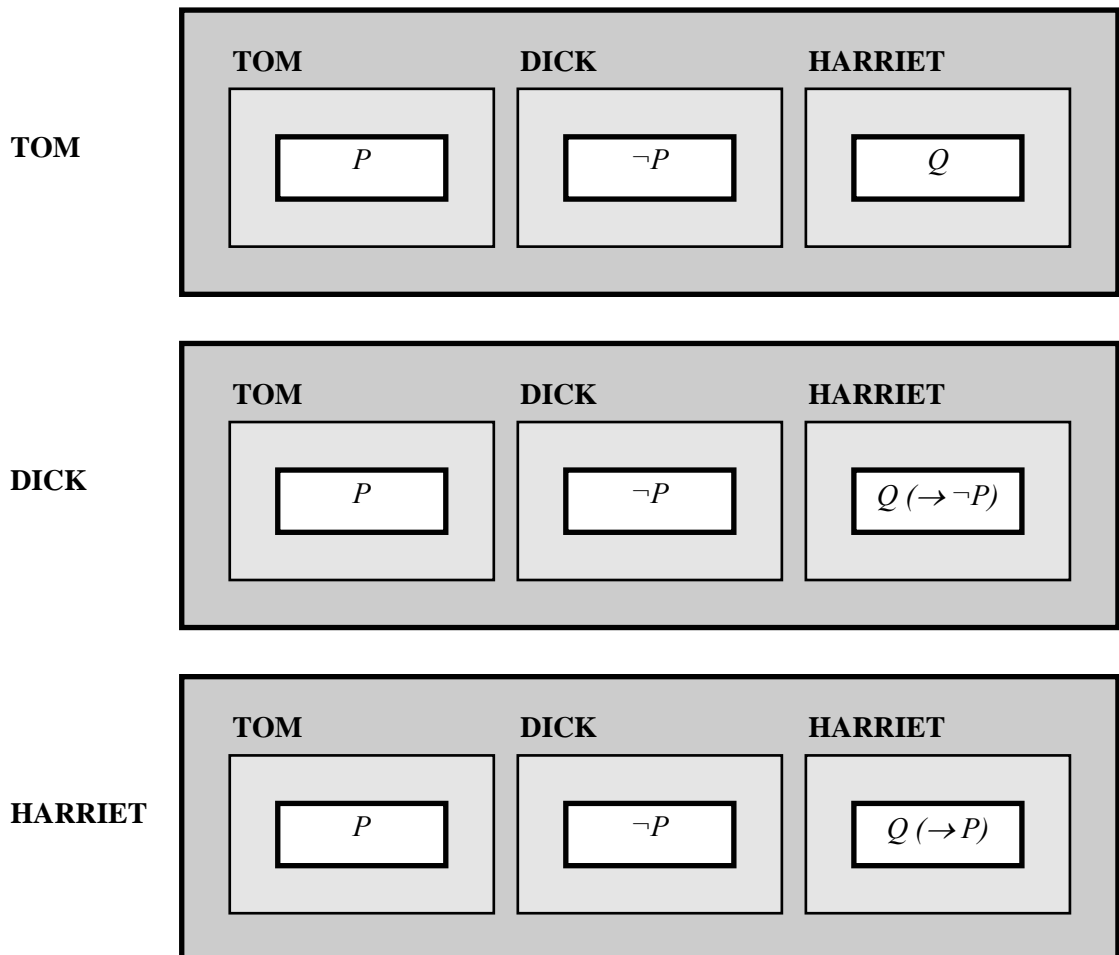 TOM DICK HARRIET
TOM
P ¬P Q
TOM DICK HARRIET
DICK
P ¬P Q (→ ¬P)
TOM DICK HARRIET
HARRIET
P ¬P Q (→ P)